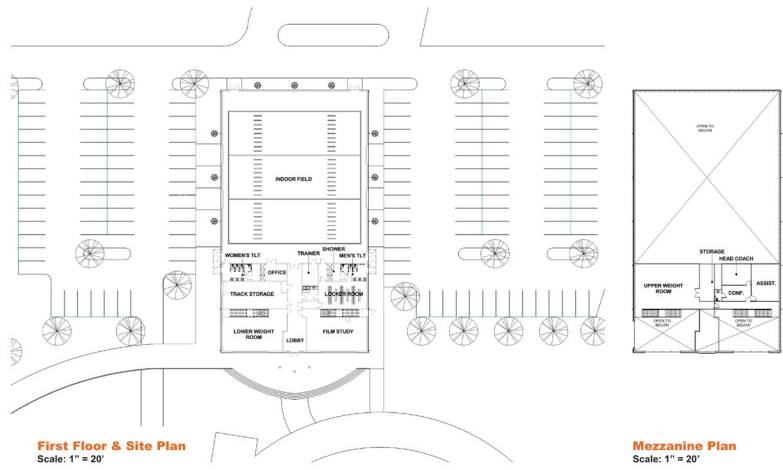 OPEN TO
BELOW
INDOOR FIELD
SHOWER
WOMEN'S TLT
TRAINER
MEN'S TLT
OFFICE
TRACK STORAGE
LOCKER ROOM
LOWER WEIGHT
ROOM
LOBBY
FILM STUDY
STORAGE
HEAD COACH
UPPER WEIGHT
ROOM
CONF.
ASSIST.
OPEN TO
BELOW
OPEN TO
BELOW
First Floor & Site Plan
Scale: 1” = 20’
Mezzanine Plan
Scale: 1” = 20’